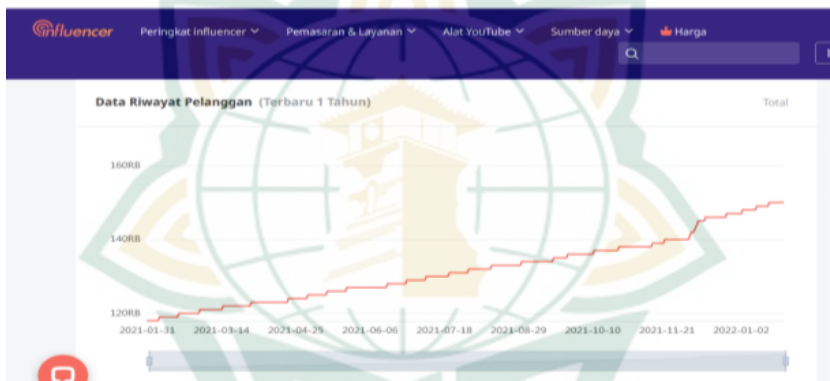 influencer Peringkat Influencer Pemasaran & Layanan Alat YouTube Sumber daya Harga
Data Riwayat Pelanggan (Terbaru 1 Tahun) Total
160RB
140RB
120RB
2021-01-31 2021-03-14 2021-04-25 2021-06-06 2021-07-18 2021-08-29 2021-10-10 2021-11-21 2022-01-02